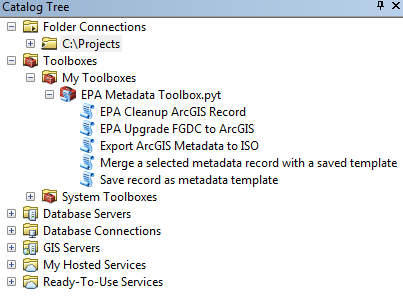 Catalog Tree
Folder Connections
C:\Projects
Toolboxes
My Toolboxes
EPA Metadata Toolbox.pyt
EPA Cleanup ArcGIS Record
EPA Upgrade FGDC to ArcGIS
Export ArcGIS Metadata to ISO
Merge a selected metadata record with a saved template
Save record as metadata template
System Toolboxes
Database Servers
Database Connections
GIS Servers
My Hosted Services
Ready-To-Use Services